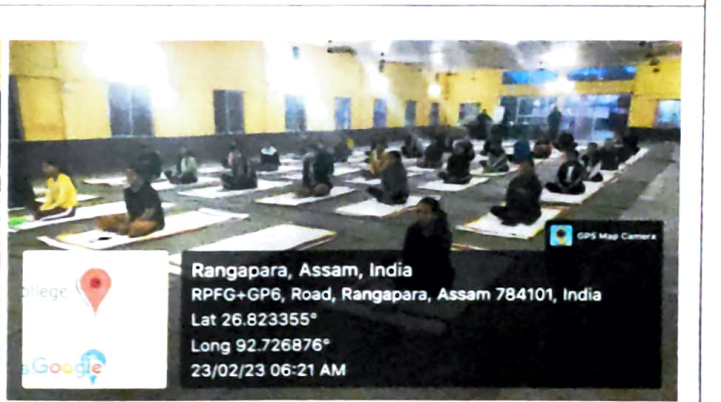 GPS Map Camera
Rangapara, Assam, India
RPFG+GP6, Road, Rangapara, Assam 784101, India
Lat 26.823355°
Long 92.726876°
23/02/23 06:21 AM
Google